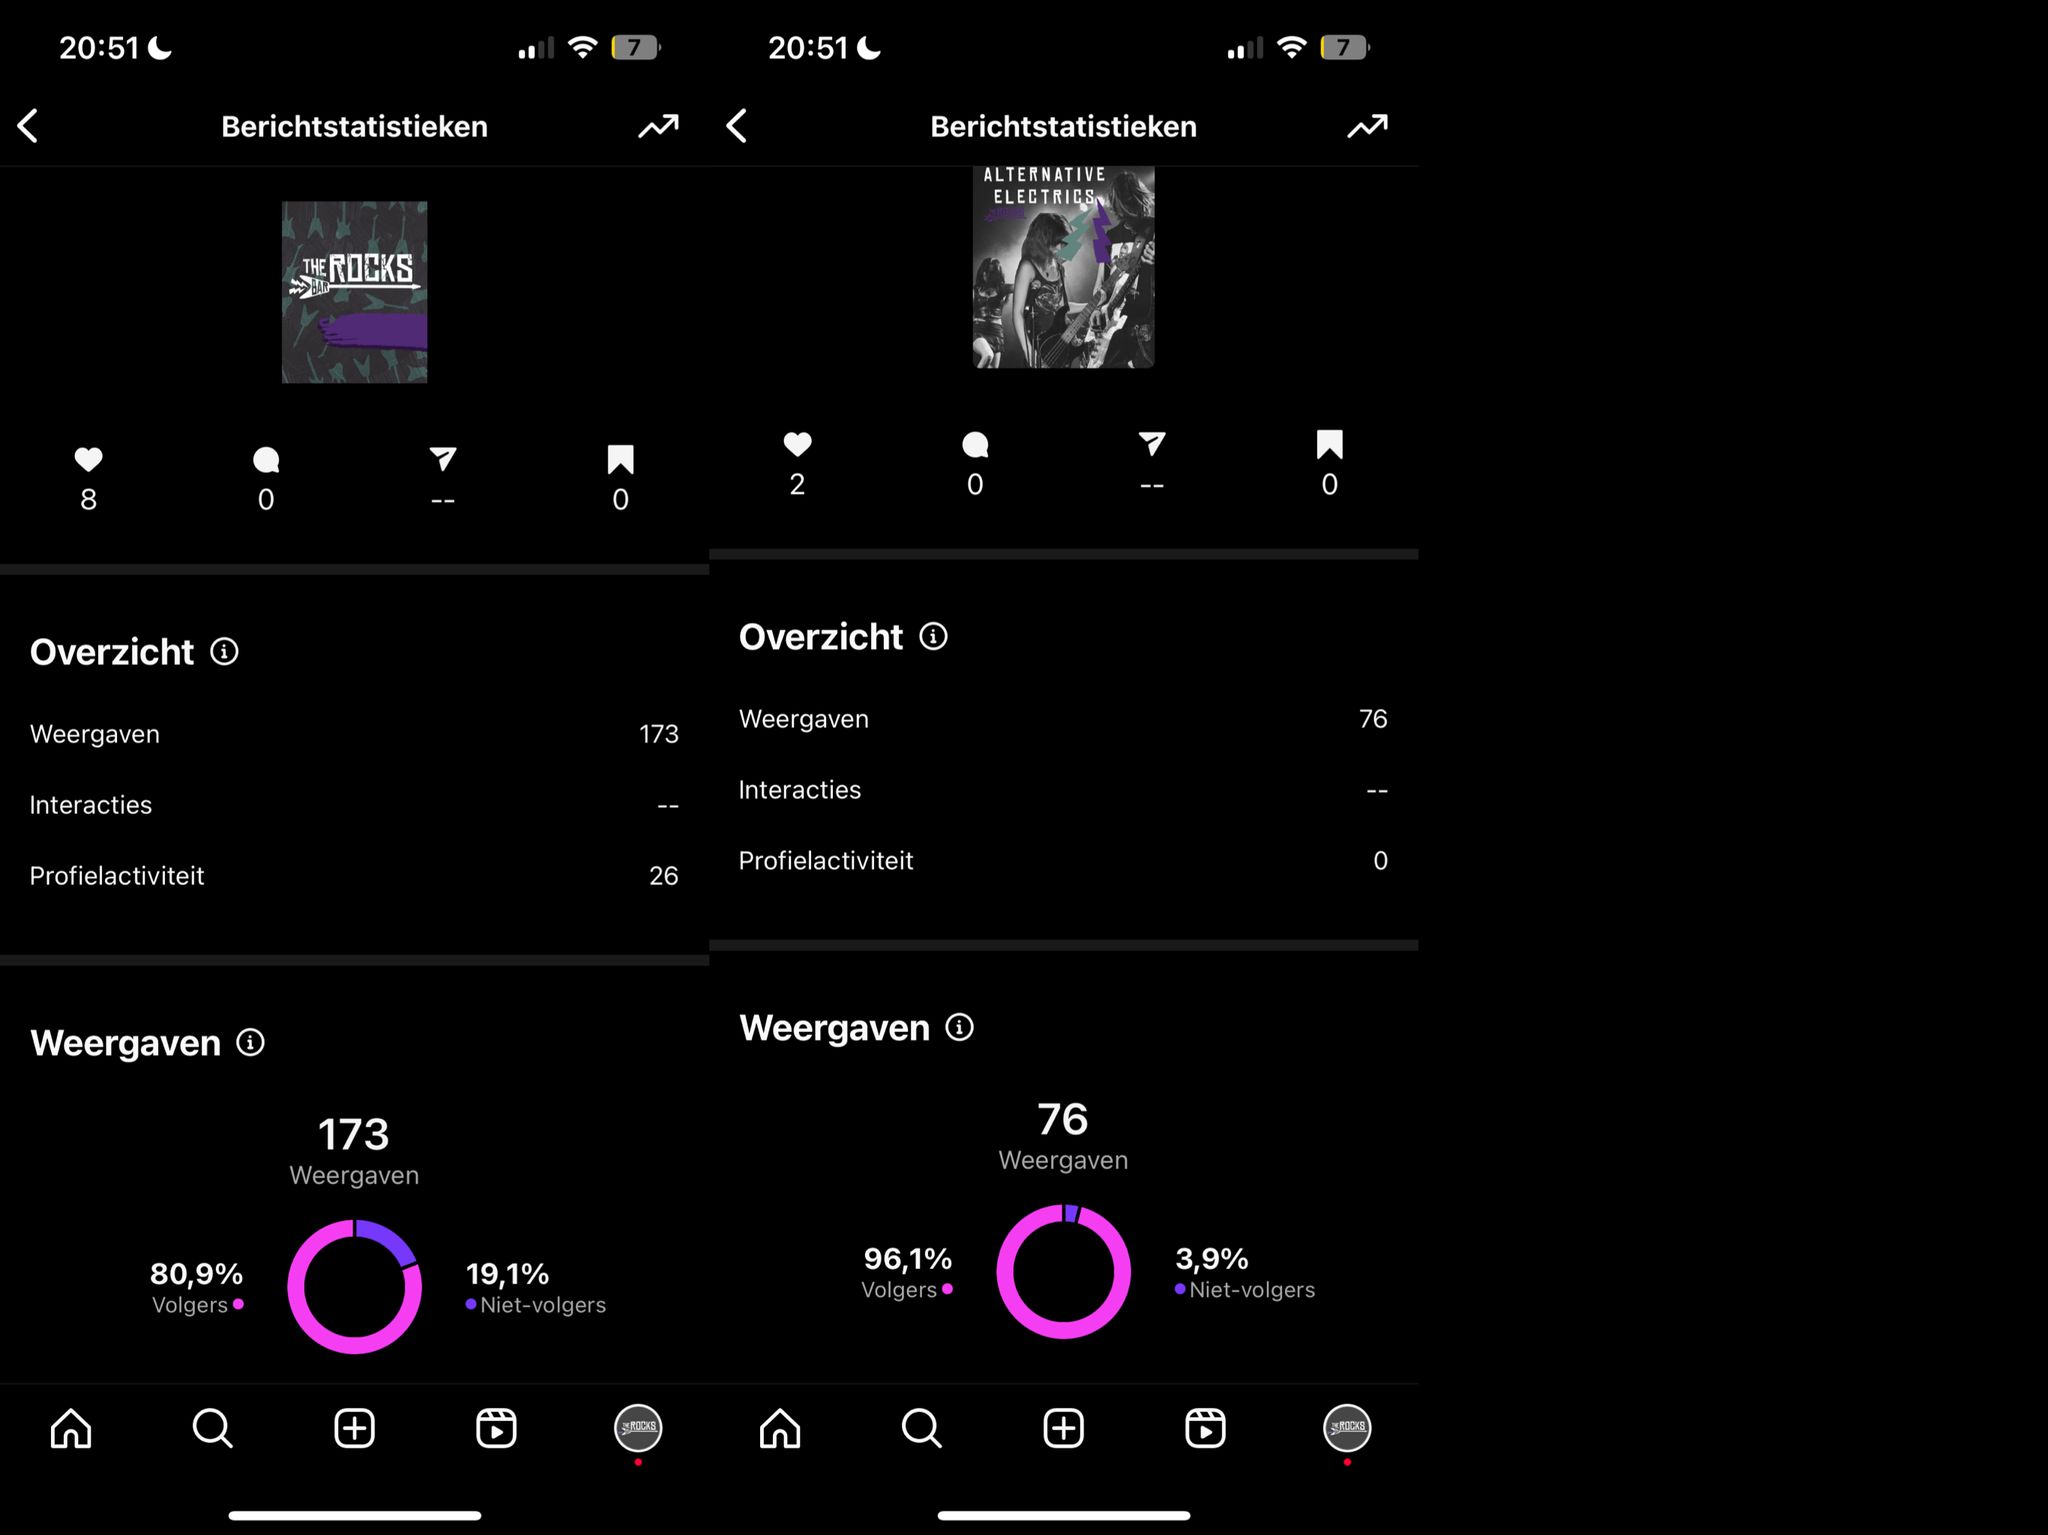 20:51
7
Berichtstatistieken
THE ROCKS
BAR
8
0
--
0
Overzicht
Weergaven 173
Interacties --
Profielactiviteit 26
Weergaven
173
Weergaven
80,9%
Volgers
19,1%
Niet-volgers
THE ROCKS
20:51
7
Berichtstatistieken
ALTERNATIVE
ELECTRICS
2
0
--
0
Overzicht
Weergaven 76
Interacties --
Profielactiviteit 0
Weergaven
76
Weergaven
96,1%
Volgers
3,9%
Niet-volgers
THE ROCKS